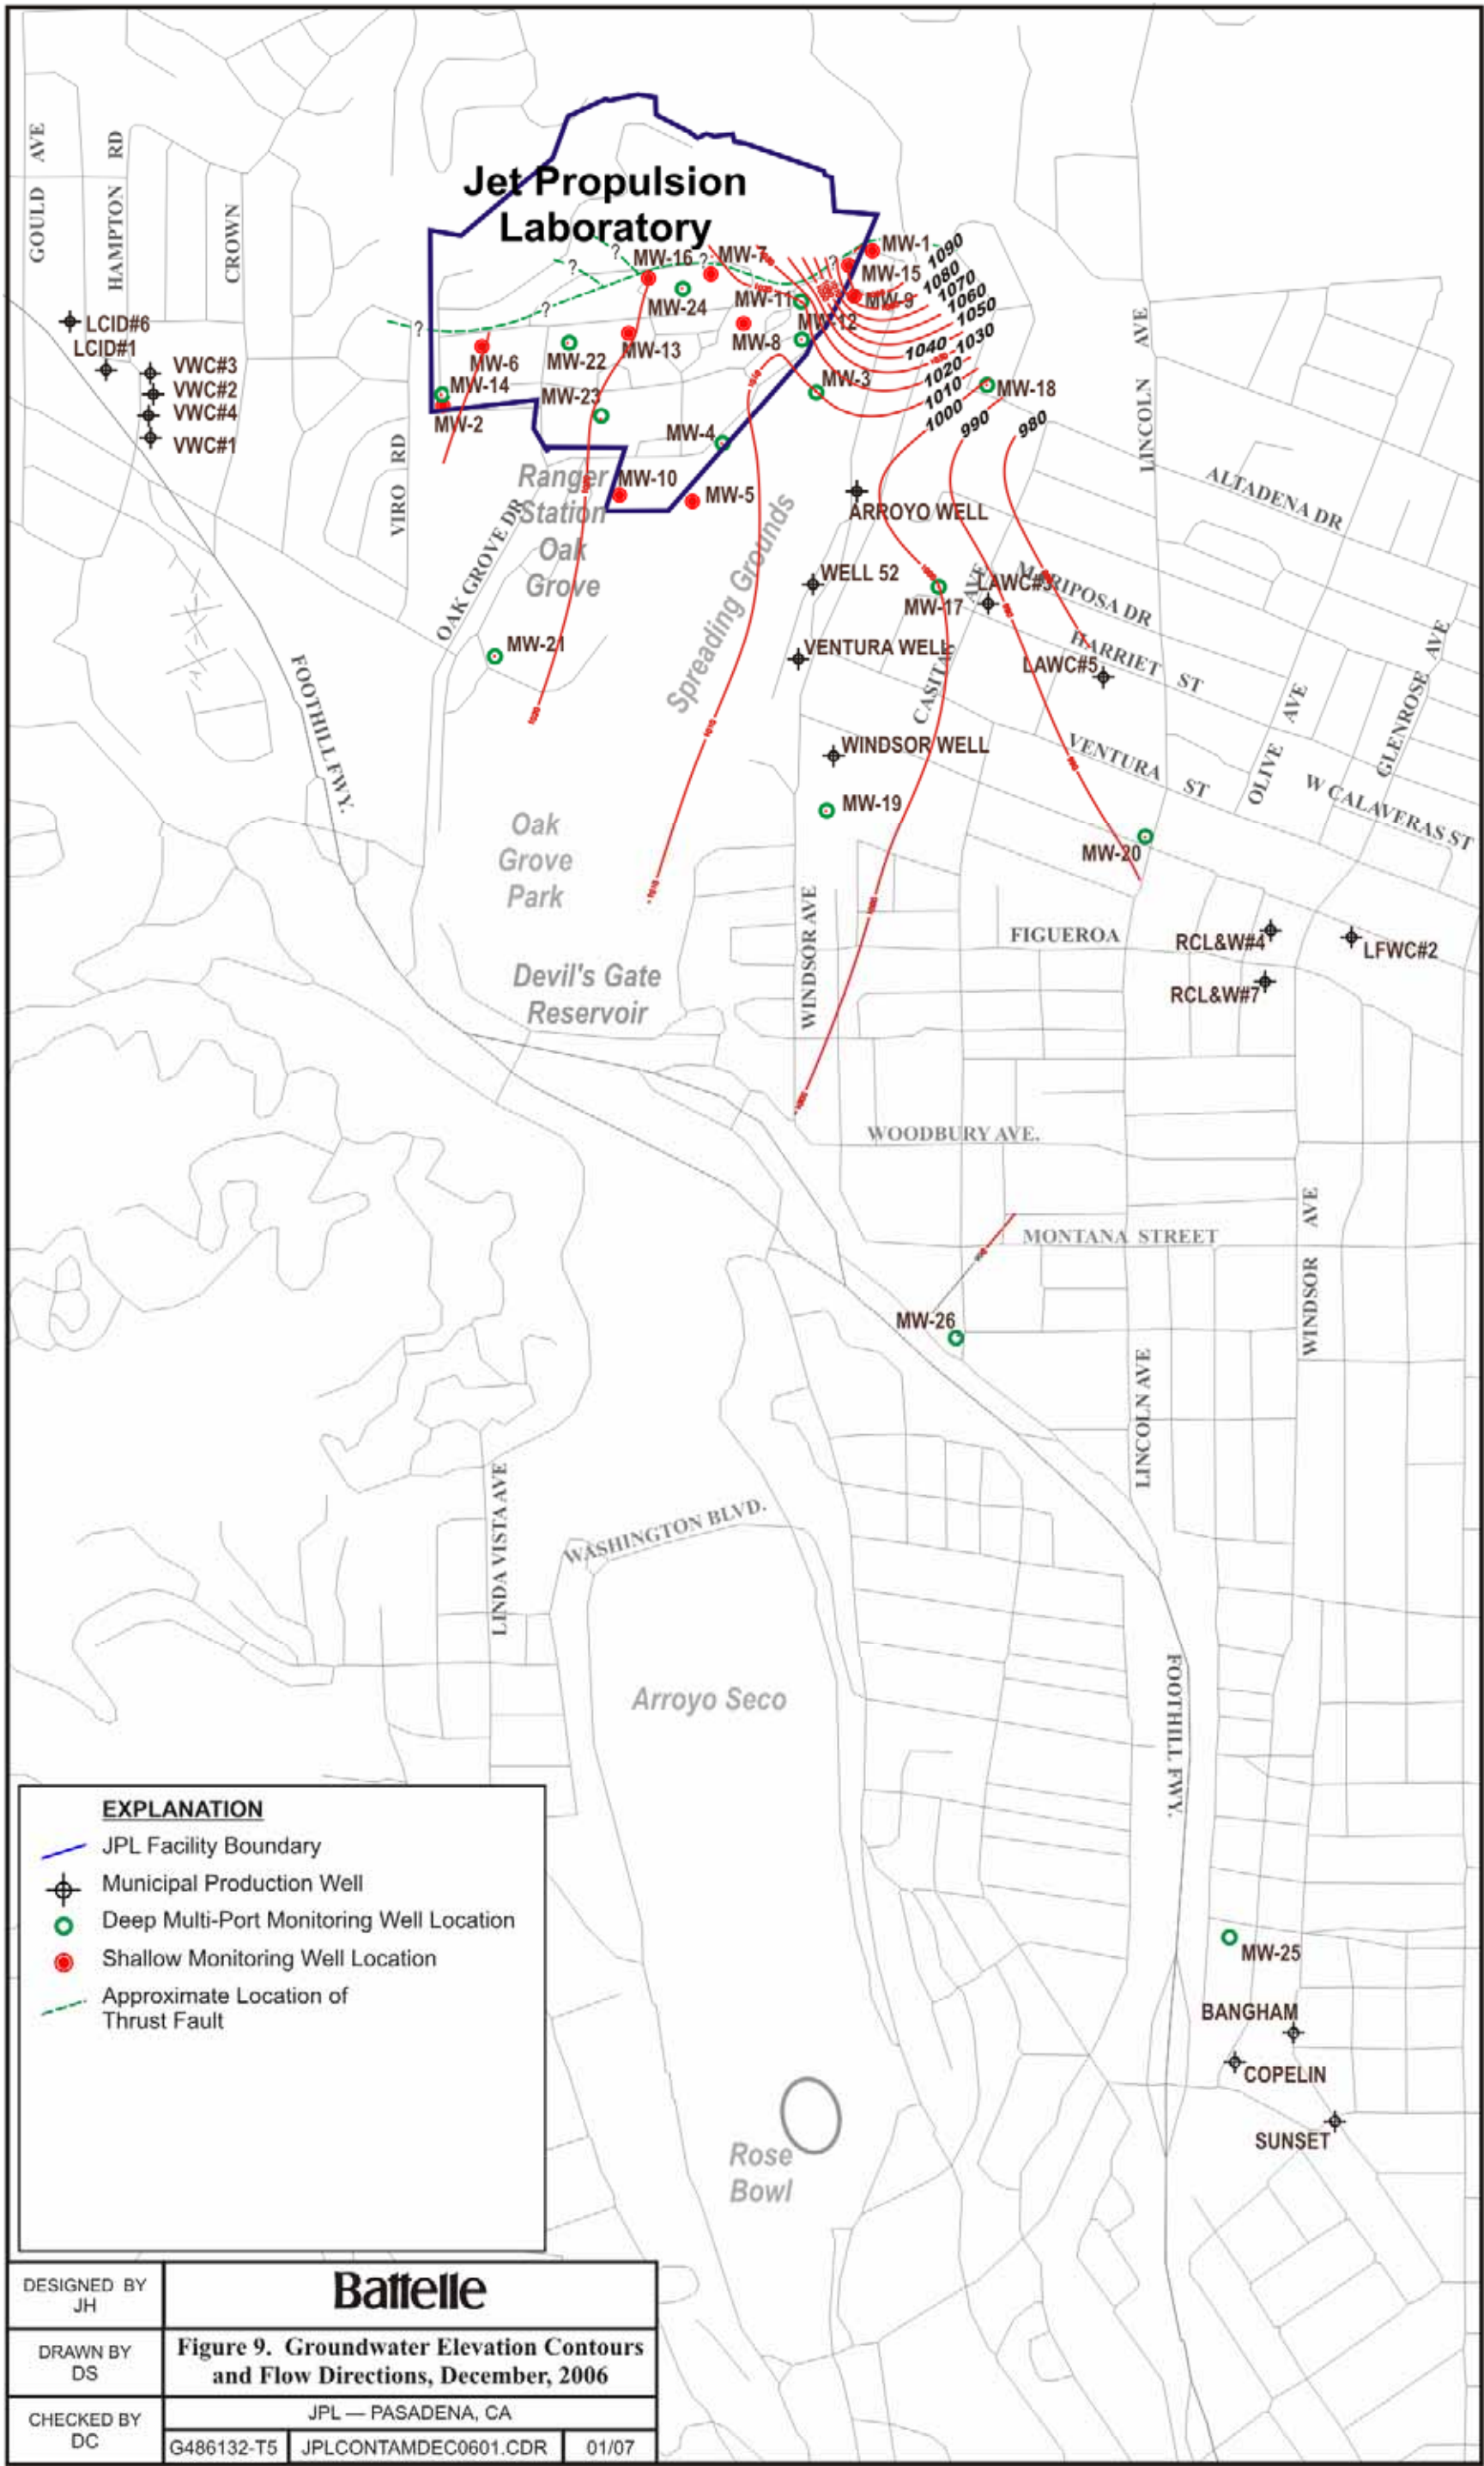 Jet Propulsion
Laboratory
GOULD AVE
HAMPTON RD
CROWN
LCID#6
LCID#1
VWC#3
VWC#2
VWC#4
VWC#1
VIRO RD
OAK GROVE DR
FOOTHILL FWY.
?
?
?
?
?
?
MW-16
MW-7
MW-1
MW-15
MW-9
MW-24
MW-11
MW-12
MW-6
MW-22
MW-13
MW-8
MW-14
MW-23
MW-3
MW-2
MW-4
MW-18
MW-10
MW-5
1090
1080
1070
1060
1050
1040
1030
1020
1010
1000
990
980
Ranger
Station
Oak
Grove
Spreading Grounds
ARROYO WELL
WELL 52
MW-17
LAWC#3
MW-21
VENTURA WELL
LAWC#5
CASITAS AVE
LINCOLN AVE
ALTADENA DR
MARIPOSA DR
HARRIET ST
VENTURA ST
OLIVE AVE
GLENROSE AVE
W CALAVERAS ST
WINDSOR WELL
MW-19
MW-20
1020
1020
1010
1010
1010
1000
1000
1000
990
990
Oak
Grove
Park
Devil's Gate
Reservoir
WINDSOR AVE
FIGUEROA
RCL&W#4
LFWC#2
RCL&W#7
WOODBURY AVE.
MONTANA STREET
MW-26
WINDSOR AVE
LINCOLN AVE
LINDA VISTA AVE
WASHINGTON BLVD.
Arroyo Seco
FOOTHILL FWY.
MW-25
BANGHAM
COPELIN
SUNSET
Rose
Bowl
EXPLANATION
JPL Facility Boundary
Municipal Production Well
Deep Multi-Port Monitoring Well Location
Shallow Monitoring Well Location
Approximate Location of
Thrust Fault
DESIGNED BY
JH
Battelle
DRAWN BY
DS
Figure 9. Groundwater Elevation Contours
and Flow Directions, December, 2006
CHECKED BY
DC
JPL — PASADENA, CA
G486132-T5
JPLCONTAMDEC0601.CDR
01/07